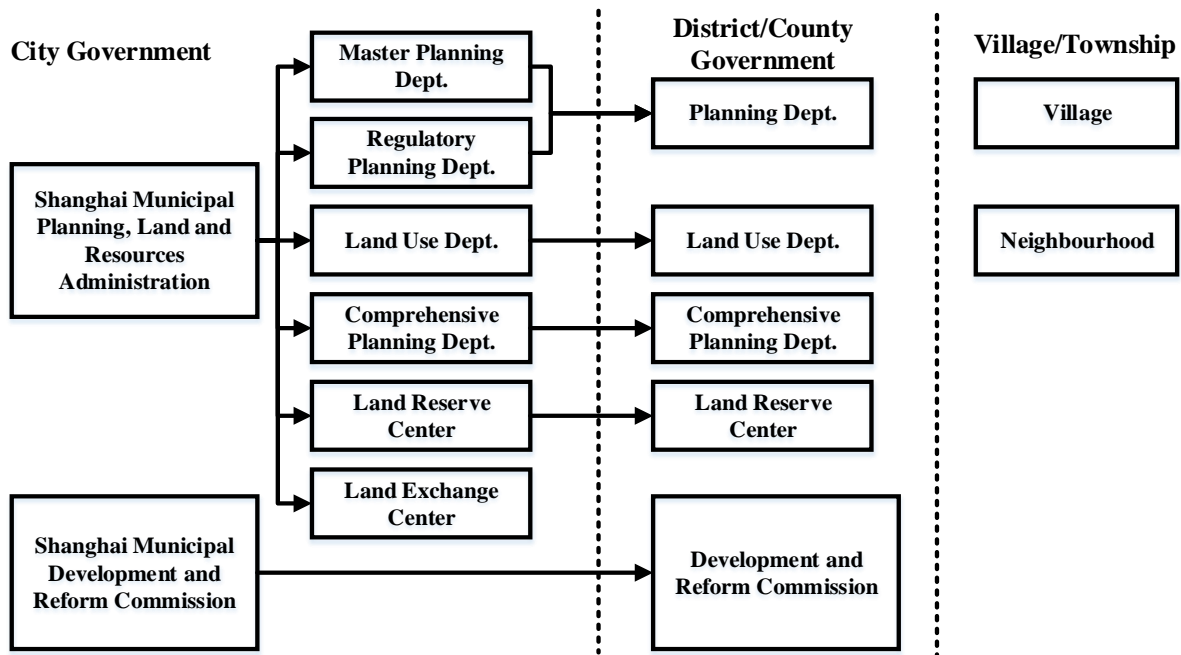 City Government
Shanghai Municipal
Planning, Land and
Resources
Administration
Shanghai Municipal
Development and
Reform Commission
Master Planning
Dept.
Regulatory
Planning Dept.
Land Use Dept.
Comprehensive
Planning Dept.
Land Reserve
Center
Land Exchange
Center
District/County
Government
Planning Dept.
Land Use Dept.
Comprehensive
Planning Dept.
Land Reserve
Center
Development and
Reform Commission
Village/Township
Village
Neighbourhood